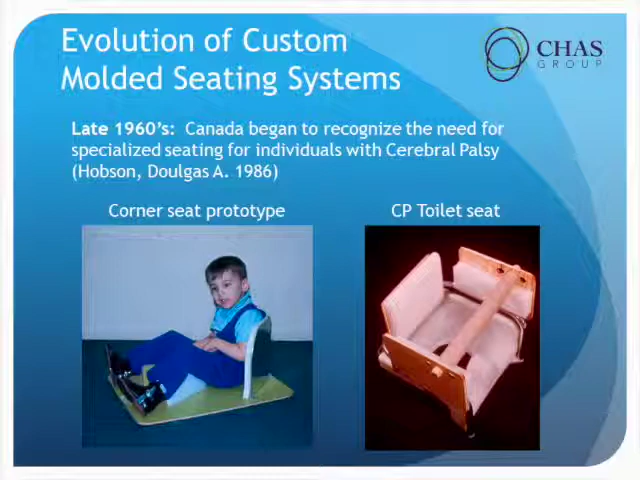 Evolution of Custom
Molded Seating Systems
CHAS
GROUP
Late 1960's: Canada began to recognize the need for
specialized seating for individuals with Cerebral Palsy
(Hobson, Doulgas A. 1986)
Corner seat prototype
CP Toilet seat